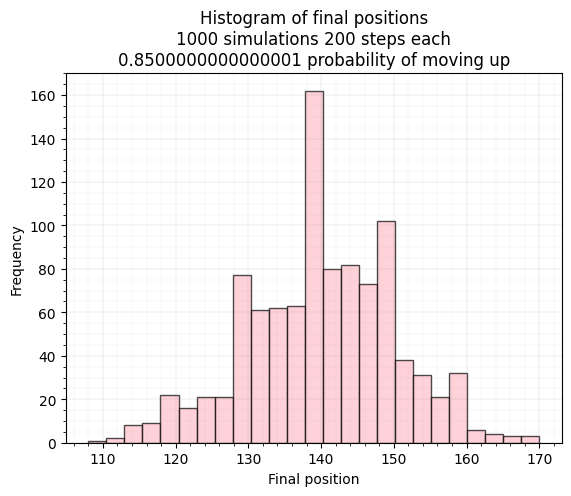 Histogram of final positions
1000 simulations 200 steps each
0.8500000000000001 probability of moving up
160
140
120
100
80
60
40
20
0
Frequency
110 120 130 140 150 160 170
Final position